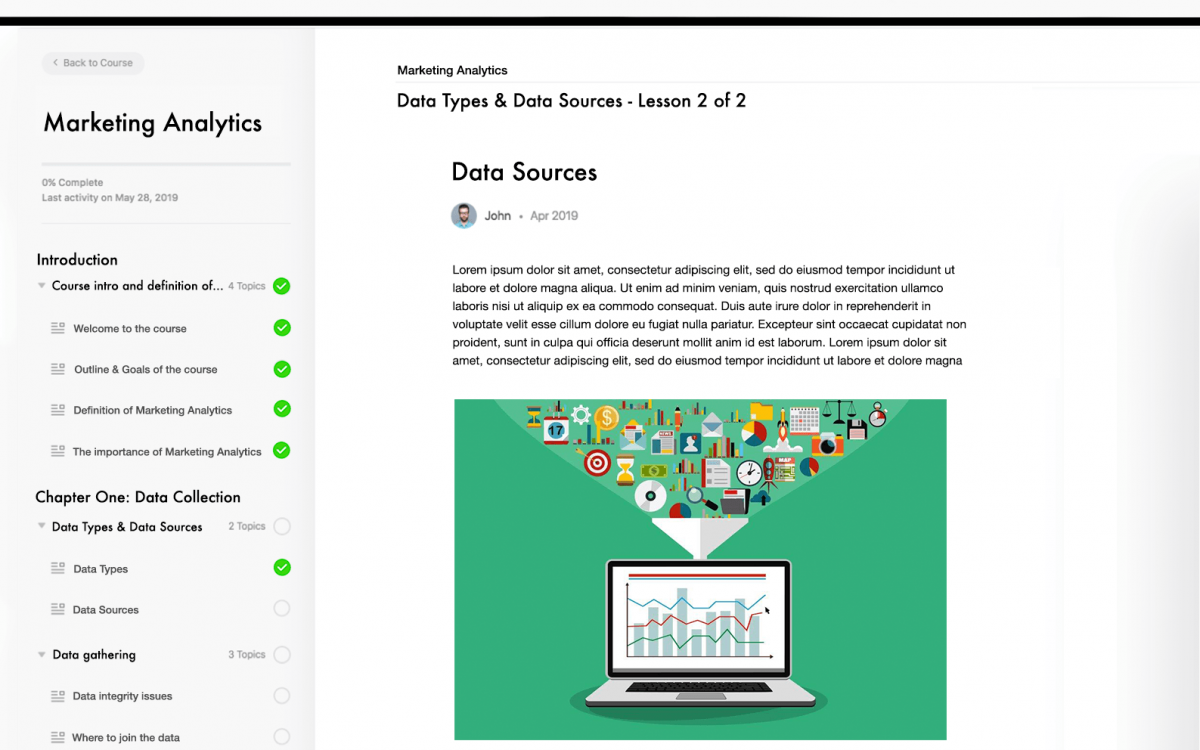 Back to Course
Marketing Analytics
0% Complete
Last activity on May 28, 2019
Introduction
Course intro and definition of... 4 Topics
Welcome to the course
Outline & Goals of the course
Definition of Marketing Analytics
The importance of Marketing Analytics
Chapter One: Data Collection
Data Types & Data Sources 2 Topics
Data Types
Data Sources
Data gathering 3 Topics
Data integrity issues
Where to join the data
Marketing Analytics
Data Types & Data Sources - Lesson 2 of 2
Data Sources
John • Apr 2019
Lorem ipsum dolor sit amet, consectetur adipiscing elit, sed do eiusmod tempor incididunt ut
labore et dolore magna aliqua. Ut enim ad minim veniam, quis nostrud exercitation ullamco
laboris nisi ut aliquip ex ea commodo consequat. Duis aute irure dolor in reprehenderit in
voluptate velit esse cillum dolore eu fugiat nulla pariatur. Excepteur sint occaecat cupidatat non
proident, sunt in culpa qui officia deserunt mollit anim id est laborum. Lorem ipsum dolor sit
amet, consectetur adipiscing elit, sed do eiusmod tempor incididunt ut labore et dolore magna
17
$
NEWS
$
MAP